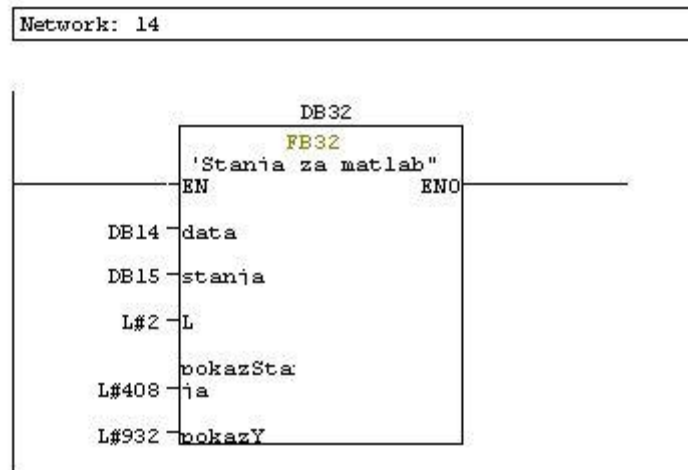 Network: 14
DB32
FB32
'Stanja za matlab"
EN ENO
DB14 data
DB15 stanja
L#2 L
pokazSta
L#408 ja
L#932 pokazY